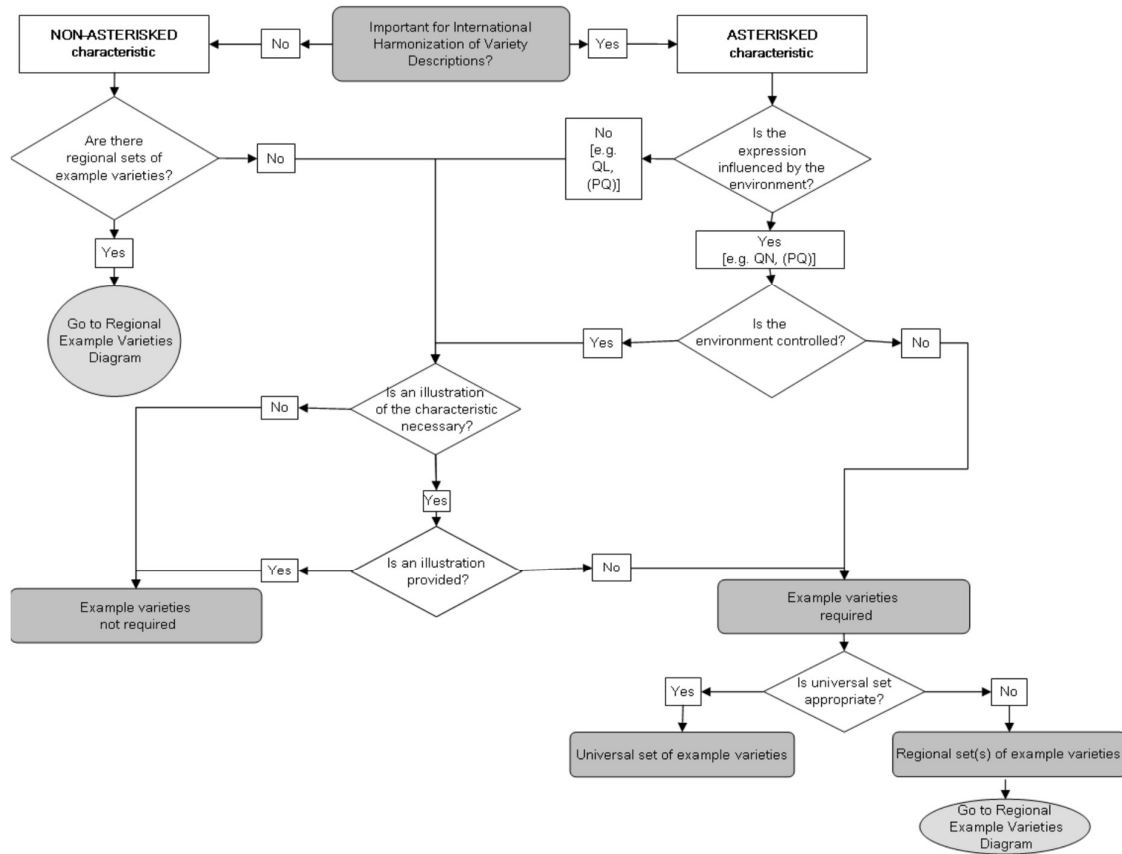 NON-ASTERISKED
characteristic
No
Important for International
Harmonization of Variety
Descriptions?
Yes
ASTERISKED
characteristic
Are there
regional sets of
example varieties?
No
No
[e.g.
QL,
(PQ)]
Is the
expression
influenced by the
environment?
Yes
Yes
[e.g. QN, (PQ)]
Go to Regional
Example Varieties
Diagram
Yes
Is the
environment controlled?
No
No
Is an illustration
of the characteristic
necessary?
Yes
Yes
Is an illustration
provided?
No
Example varieties
not required
Example varieties
required
Yes
Is universal set
appropriate?
No
Universal set of example varieties
Regional set(s) of example varieties
Go to Regional
Example Varieties
Diagram